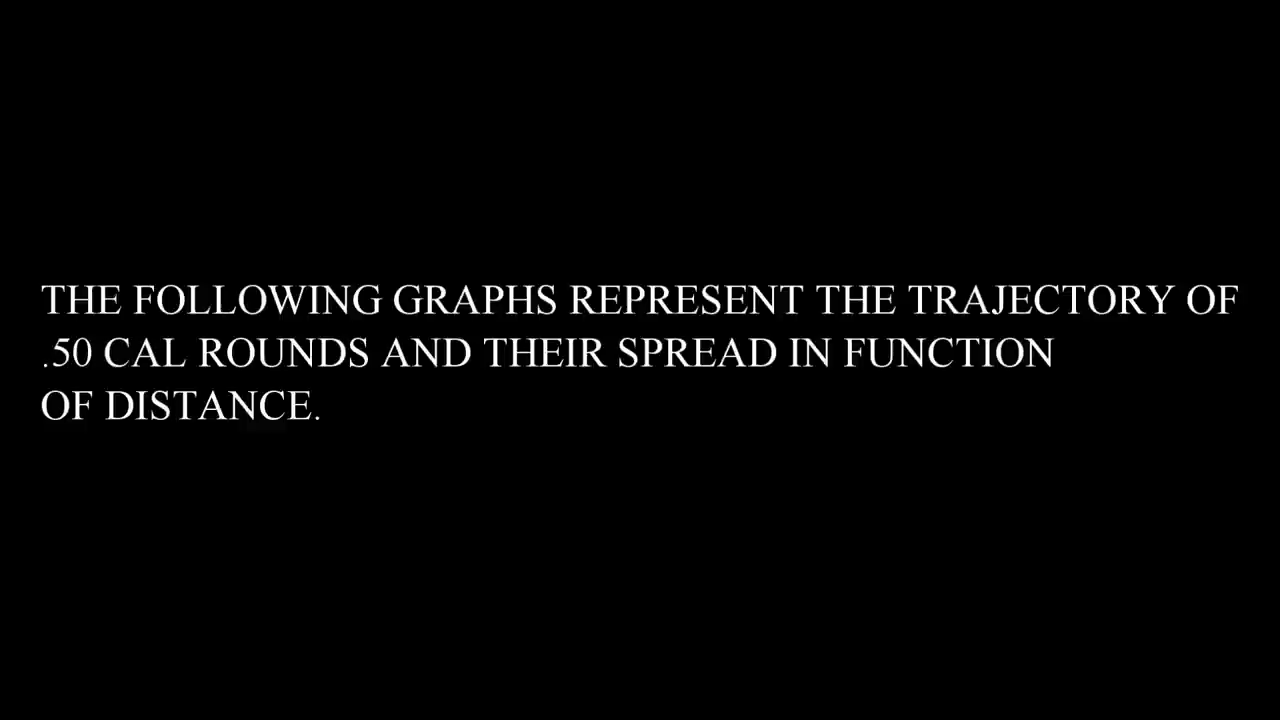 THE FOLLOWING GRAPHS REPRESENT THE TRAJECTORY OF
.50 CAL ROUNDS AND THEIR SPREAD IN FUNCTION
OF DISTANCE.